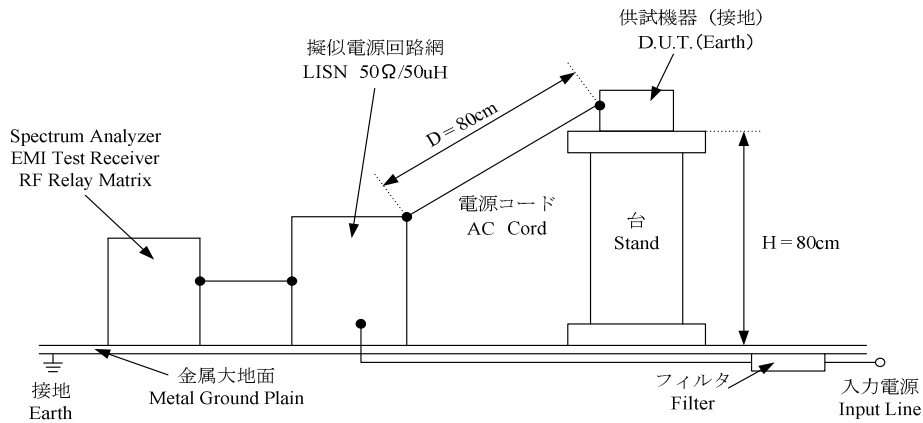 供試機器（接地）
D.U.T.(Earth)
擬似電源回路網
LISN 50Ω/50uH
D = 80cm
Spectrum Analyzer
EMI Test Receiver
RF Relay Matrix
電源コード
AC Cord
台
Stand
H = 80cm
接地
Earth
金属大地面
Metal Ground Plain
フィルタ
Filter
入力電源
Input Line